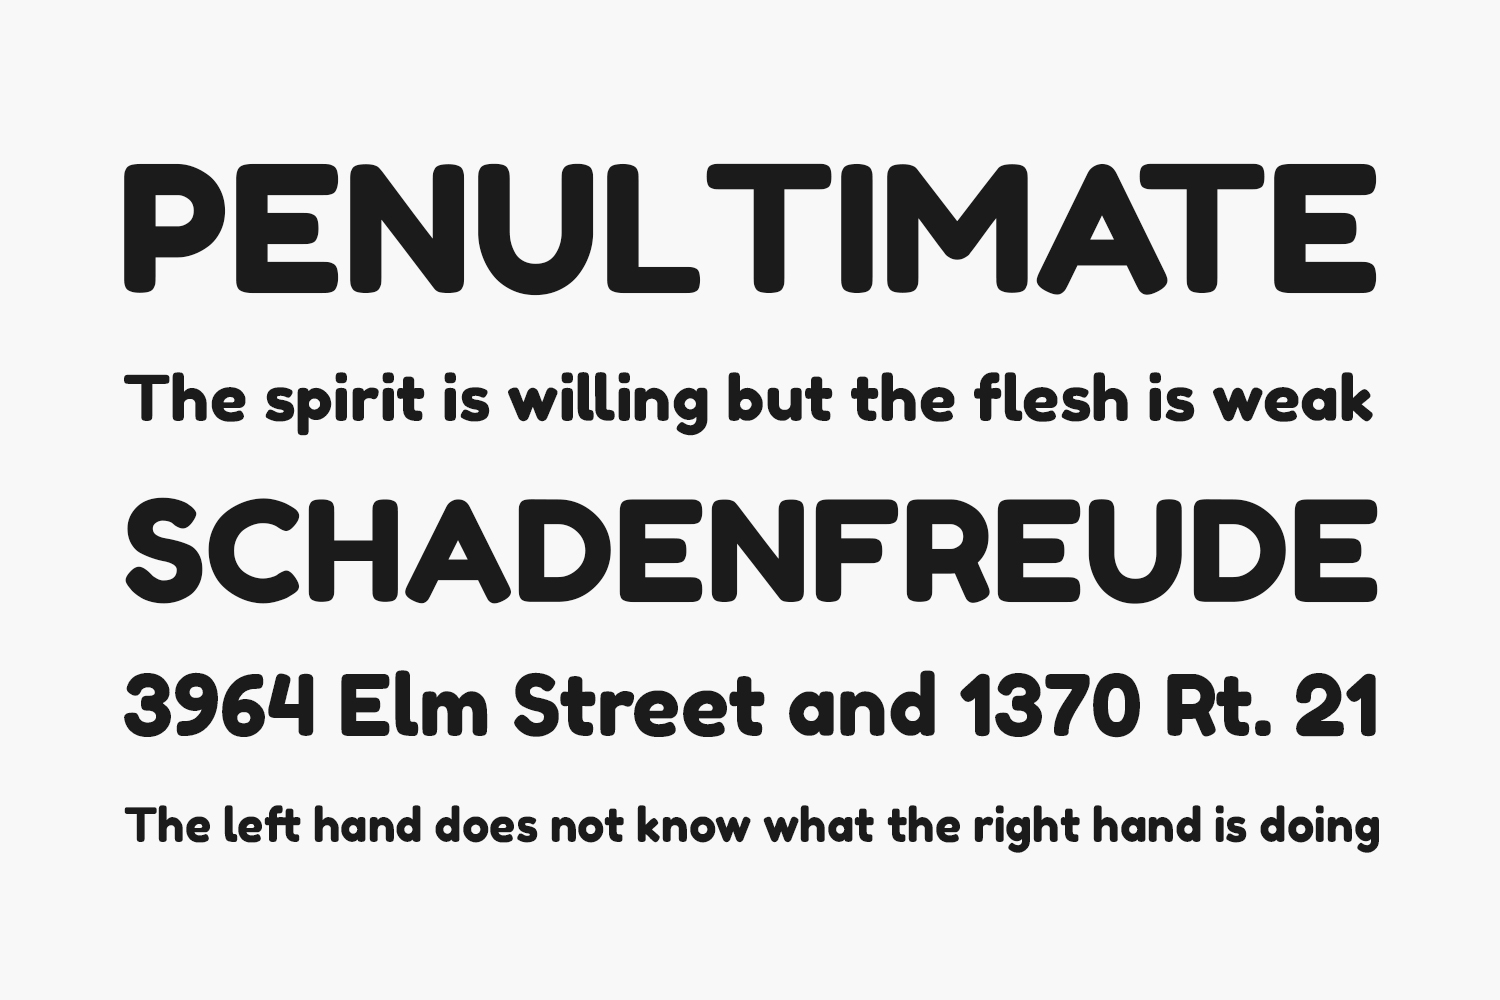 PENULTIMATE
The spirit is willing but the flesh is weak
SCHADENFREUDE
3964 Elm Street and 1370 Rt. 21
The left hand does not know what the right hand is doing